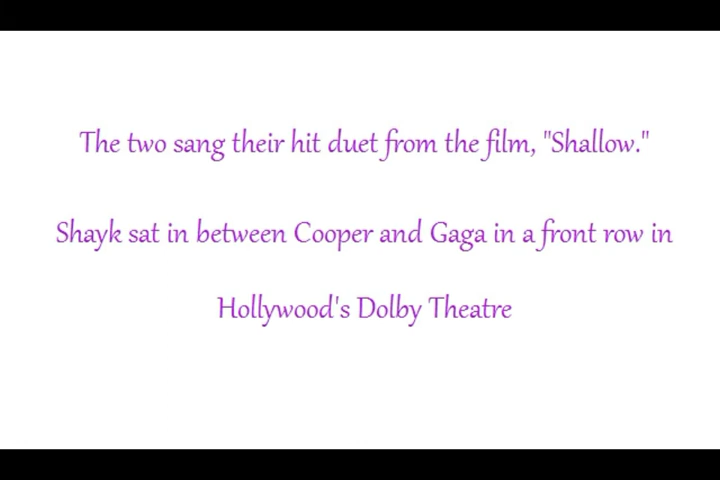 The two sang their hit duet from the film, "Shallow."
Shayk sat in between Cooper and Gaga in a front row in
Hollywood's Dolby Theatre